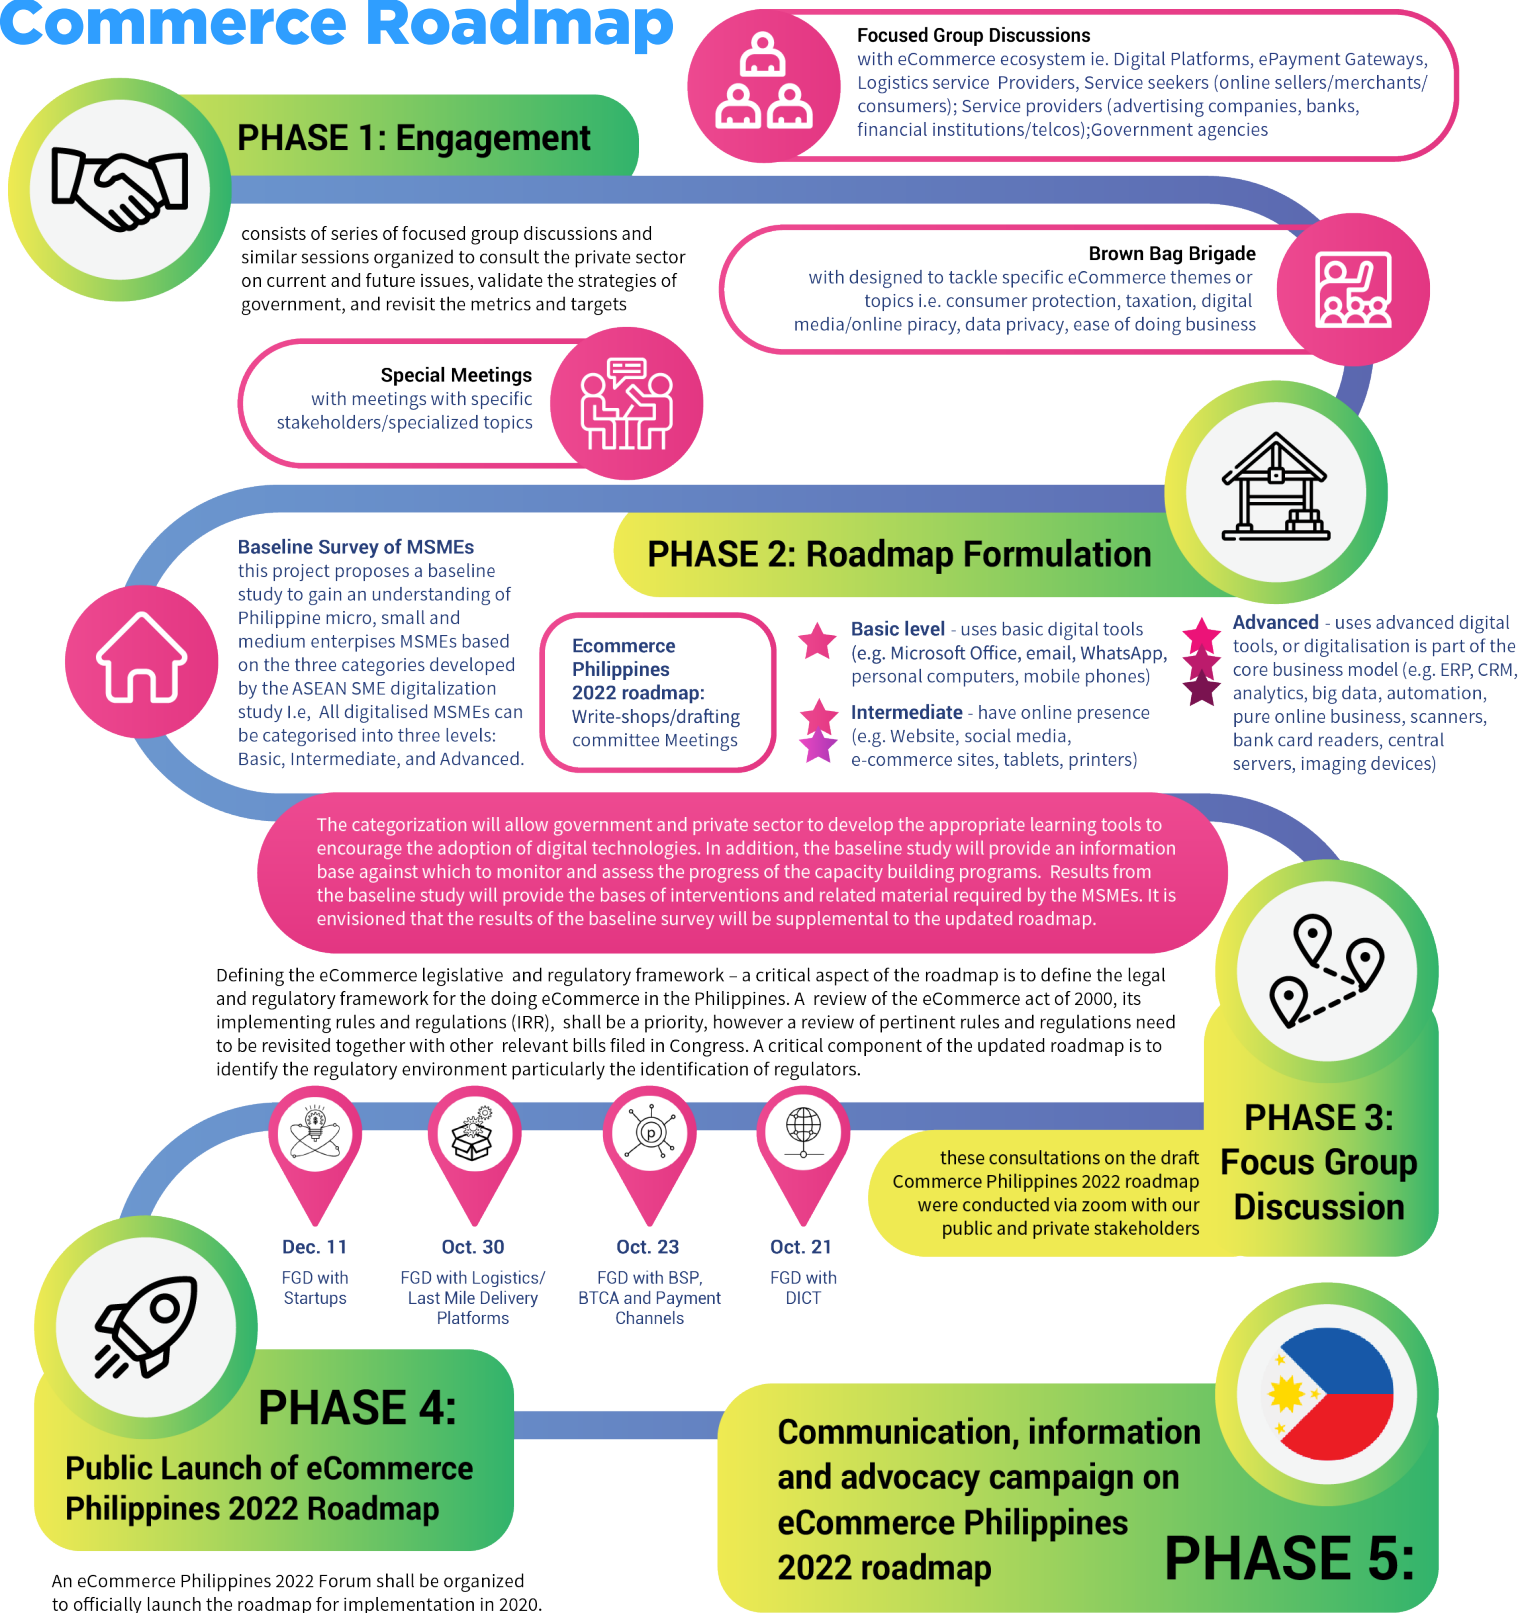 Commerce Roadmap
Focused Group Discussions
with eCommerce ecosystem ie. Digital Platforms, ePayment Gateways,
Logistics service Providers, Service seekers (online sellers/merchants/
consumers); Service providers (advertising companies, banks,
financial institutions/telcos);Government agencies
PHASE 1: Engagement
consists of series of focused group discussions and
similar sessions organized to consult the private sector
on current and future issues, validate the strategies of
government, and revisit the metrics and targets
Brown Bag Brigade
with designed to tackle specific eCommerce themes or
topics i.e. consumer protection, taxation, digital
media/online piracy, data privacy, ease of doing business
Special Meetings
with meetings with specific
stakeholders/specialized topics
PHASE 2: Roadmap Formulation
Baseline Survey of MSMEs
this project proposes a baseline
study to gain an understanding of
Philippine micro, small and
medium enterpises MSMEs based
on the three categories developed
by the ASEAN SME digitalization
study I.e, All digitalised MSMEs can
be categorised into three levels:
Basic, Intermediate, and Advanced.
Ecommerce
Philippines
2022 roadmap:
Write-shops/drafting
committee Meetings
Basic level - uses basic digital tools
(e.g. Microsoft Office, email, WhatsApp,
personal computers, mobile phones)
Intermediate - have online presence
(e.g. Website, social media,
e-commerce sites, tablets, printers)
Advanced - uses advanced digital
tools, or digitalisation is part of the
core business model (e.g. ERP, CRM,
analytics, big data, automation,
pure online business, scanners,
bank card readers, central
servers, imaging devices)
The categorization will allow government and private sector to develop the appropriate learning tools to
encourage the adoption of digital technologies. In addition, the baseline study will provide an information
base against which to monitor and assess the progress of the capacity building programs. Results from
the baseline study will provide the bases of interventions and related material required by the MSMEs. It is
envisioned that the results of the baseline survey will be supplemental to the updated roadmap.
Defining the eCommerce legislative and regulatory framework – a critical aspect of the roadmap is to define the legal
and regulatory framework for the doing eCommerce in the Philippines. A review of the eCommerce act of 2000, its
implementing rules and regulations (IRR), shall be a priority, however a review of pertinent rules and regulations need
to be revisited together with other relevant bills filed in Congress. A critical component of the updated roadmap is to
identify the regulatory environment particularly the identification of regulators.
PHASE 3:
Focus Group
Discussion
these consultations on the draft
Commerce Philippines 2022 roadmap
were conducted via zoom with our
public and private stakeholders
P
Dec. 11
FGD with
Startups
Oct. 30
FGD with Logistics/
Last Mile Delivery
Platforms
Oct. 23
FGD with BSP,
BTCA and Payment
Channels
Oct. 21
FGD with
DICT
PHASE 4:
Public Launch of eCommerce
Philippines 2022 Roadmap
An eCommerce Philippines 2022 Forum shall be organized
to officially launch the roadmap for implementation in 2020.
Communication, information
and advocacy campaign on
eCommerce Philippines
2022 roadmap
PHASE 5: